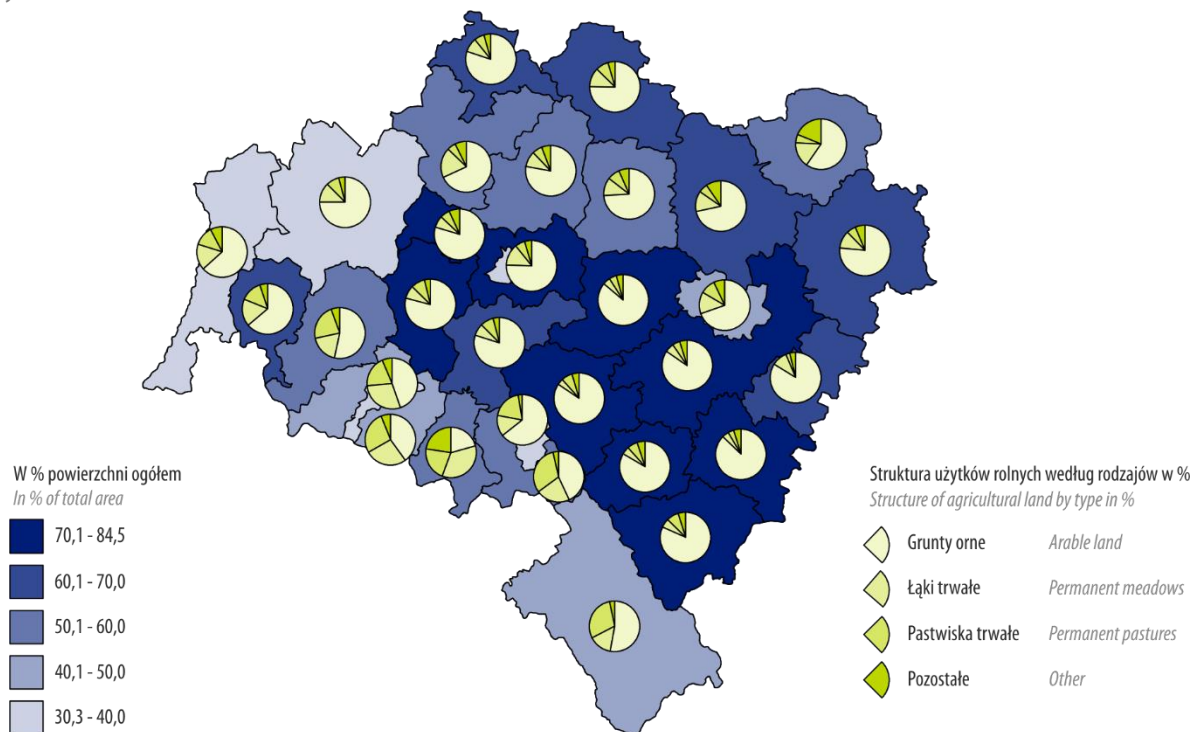 W % powierzchni ogółem
In % of total area
70,1 - 84,5
60,1 - 70,0
50,1 - 60,0
40,1 - 50,0
30,3 - 40,0
Struktura użytków rolnych według rodzajów w %
Structure of agricultural land by type in %
Grunty orne Arable land
Łąki trwałe Permanent meadows
Pastwiska trwałe Permanent pastures
Pozostałe Other